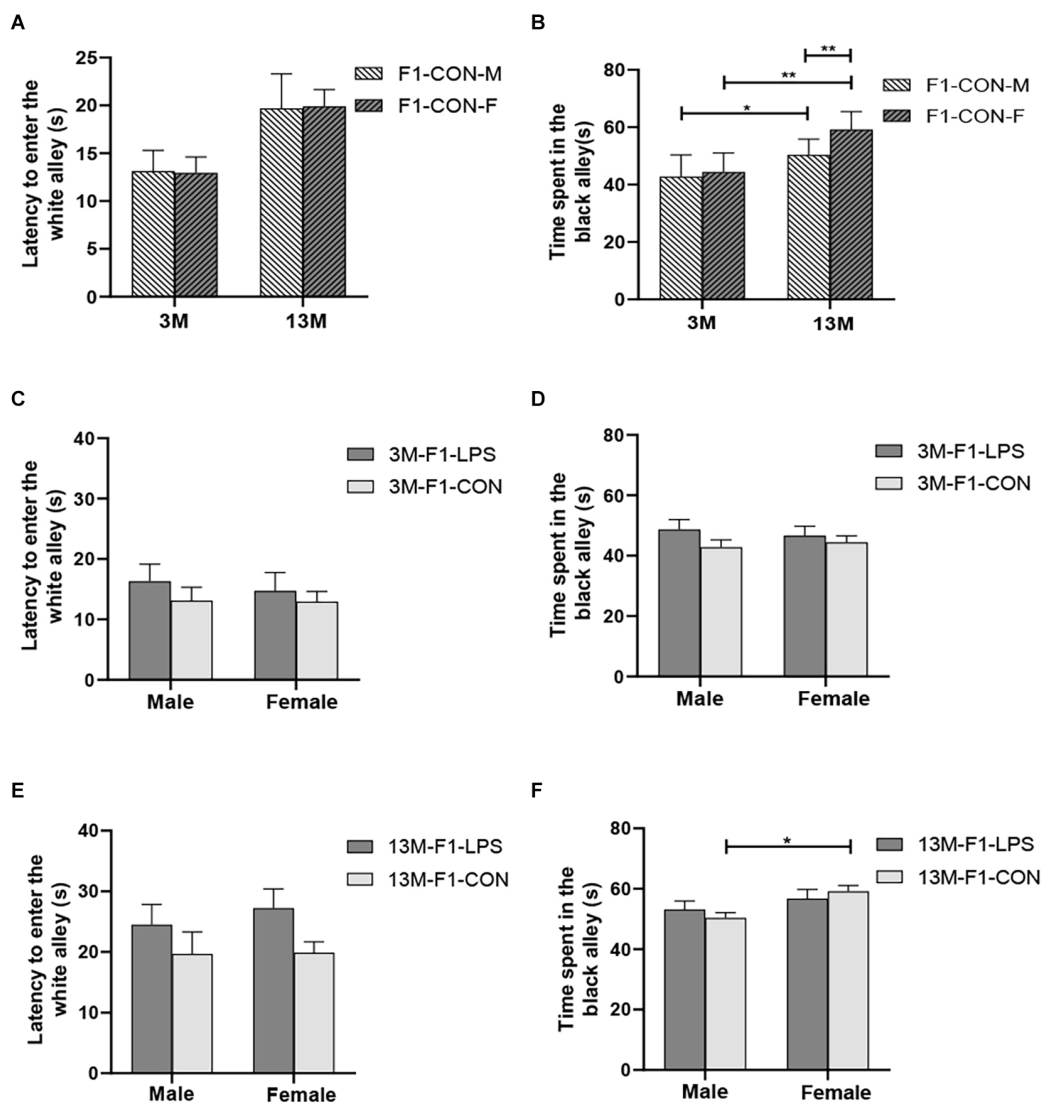 A
Latency to enter the
white alley (s)
25
20
15
10
5
0
3M
13M
F1-CON-M
F1-CON-F
B
Time spent in the
black alley(s)
80
60
40
20
0
3M
13M
**
**
*
F1-CON-M
F1-CON-F
C
Latency to enter the
white alley (s)
40
30
20
10
0
Male
Female
3M-F1-LPS
3M-F1-CON
D
Time spent in the
black alley (s)
80
60
40
20
0
Male
Female
3M-F1-LPS
3M-F1-CON
E
Latency to enter the
white alley (s)
40
30
20
10
0
Male
Female
13M-F1-LPS
13M-F1-CON
F
Time spent in the
black alley (s)
80
60
40
20
0
Male
Female
*
13M-F1-LPS
13M-F1-CON